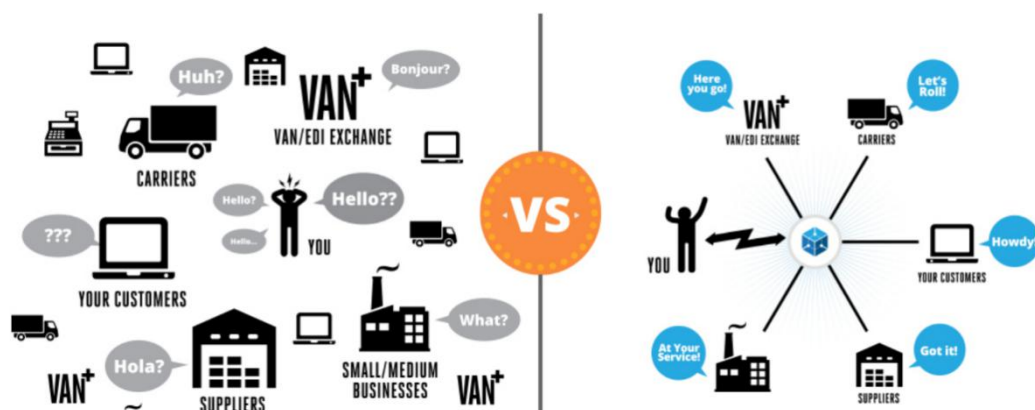 Huh?
VAN+
Bonjour?
VAN/EDI EXCHANGE
CARRIERS
Hello?
Hello??
Hello...
YOU
???
YOUR CUSTOMERS
What?
Hola?
SMALL/MEDIUM
BUSINESSES
VAN+
SUPPLIERS
VAN+
VS
Here
you go!
VAN+
VAN/EDI EXCHANGE
Let's
Roll!
CARRIERS
YOU
Howdy!
YOUR CUSTOMERS
At Your
Service!
Got it!
SUPPLIERS